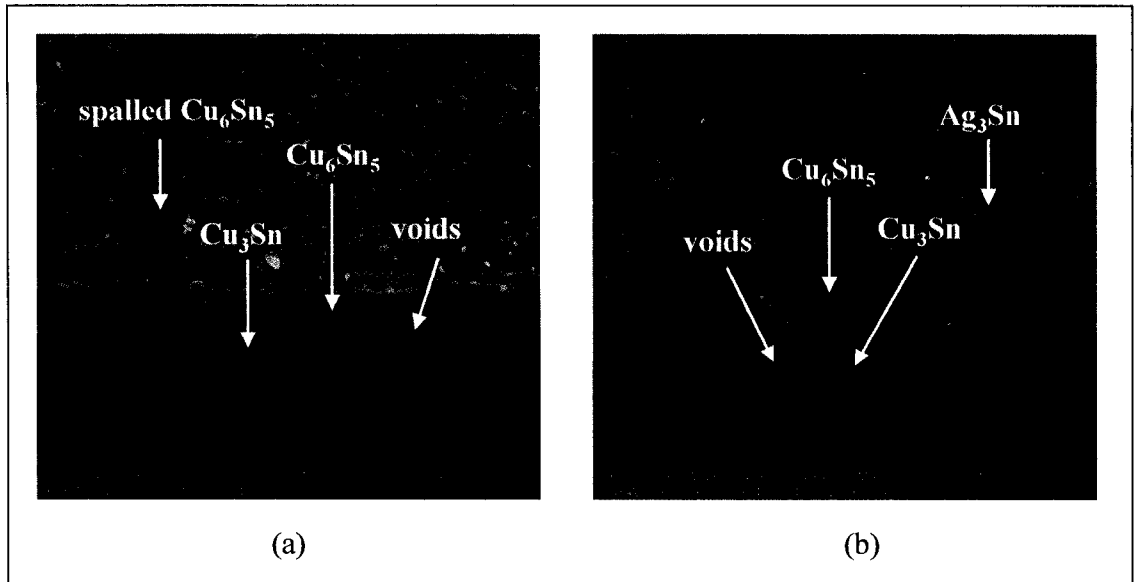 spalled Cu₆Sn₅
Cu₆Sn₅
Cu₃Sn
voids
(a)
Ag₃Sn
Cu₆Sn₅
Cu₃Sn
voids
(b)